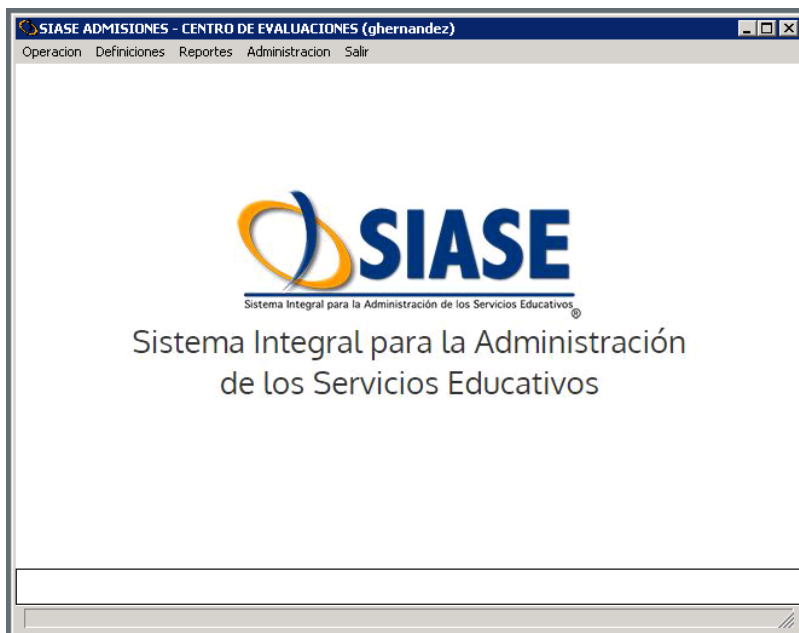 SIASE ADMISIONES - CENTRO DE EVALUACIONES (ghernandez)
Operacion Definiciones Reportes Administracion Salir
SIASE
Sistema Integral para la Administración de los Servicios Educativos®
Sistema Integral para la Administración
de los Servicios Educativos